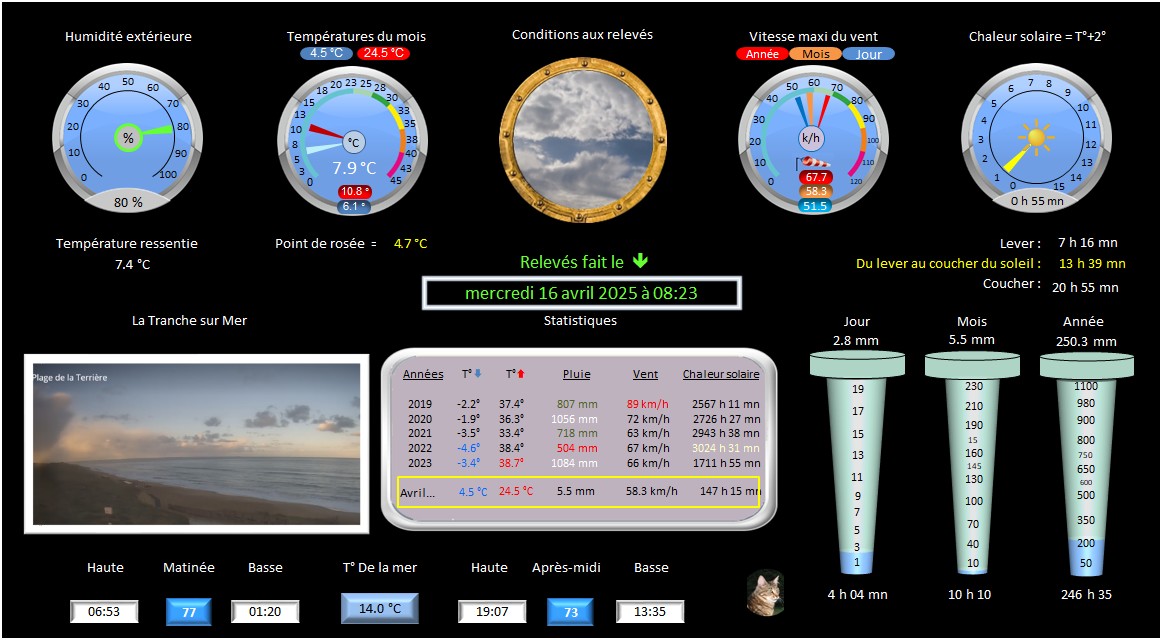 Humidité extérieure
0 10 20 30 40 50 60 70 80 90 100
%
80 %
Températures du mois
4.5 °C 24.5 °C
0 3 5 8 10 13 15 18 20 23 25 28 30 33 35 38 40 43 45
°C
7.9 °C
10.8 °
6.1 °
Conditions aux relevés
Vitesse maxi du vent
Année Mois Jour
0 10 20 30 40 50 60 70 80 90 100 110 120
k/h
67.7
58.3
51.5
Chaleur solaire = T°+2°
0 1 2 3 4 5 6 7 8 9 10 11 12 13 14 15
0 h 55 mn
Température ressentie
7.4 °C
Point de rosée = 4.7 °C
Relevés fait le
mercredi 16 avril 2025 à 08:23
Lever : 7 h 16 mn
Du lever au coucher du soleil : 13 h 39 mn
Coucher : 20 h 55 mn
La Tranche sur Mer
Plage de la Terrière
Statistiques
Années T° T° Pluie Vent Chaleur solaire
2019 -2.2° 37.4° 807 mm 89 km/h 2567 h 11 mn
2020 -1.9° 36.3° 1056 mm 72 km/h 2726 h 27 mn
2021 -3.5° 33.4° 718 mm 63 km/h 2943 h 38 mn
2022 -4.6° 38.4° 504 mm 67 km/h 3024 h 31 mn
2023 -3.4° 38.7° 1084 mm 66 km/h 1711 h 55 mn
Avril... 4.5 °C 24.5 °C 5.5 mm 58.3 km/h 147 h 15 mn
Jour
2.8 mm
19
17
15
13
11
9
7
5
3
1
4 h 04 mn
Mois
5.5 mm
230
210
190
15
160
145
130
100
70
40
10
10 h 10
Année
250.3 mm
1100
980
900
800
750
650
600
500
350
200
50
246 h 35
Haute Matinée Basse T° De la mer Haute Après-midi Basse
06:53 77 01:20 14.0 °C 19:07 73 13:35